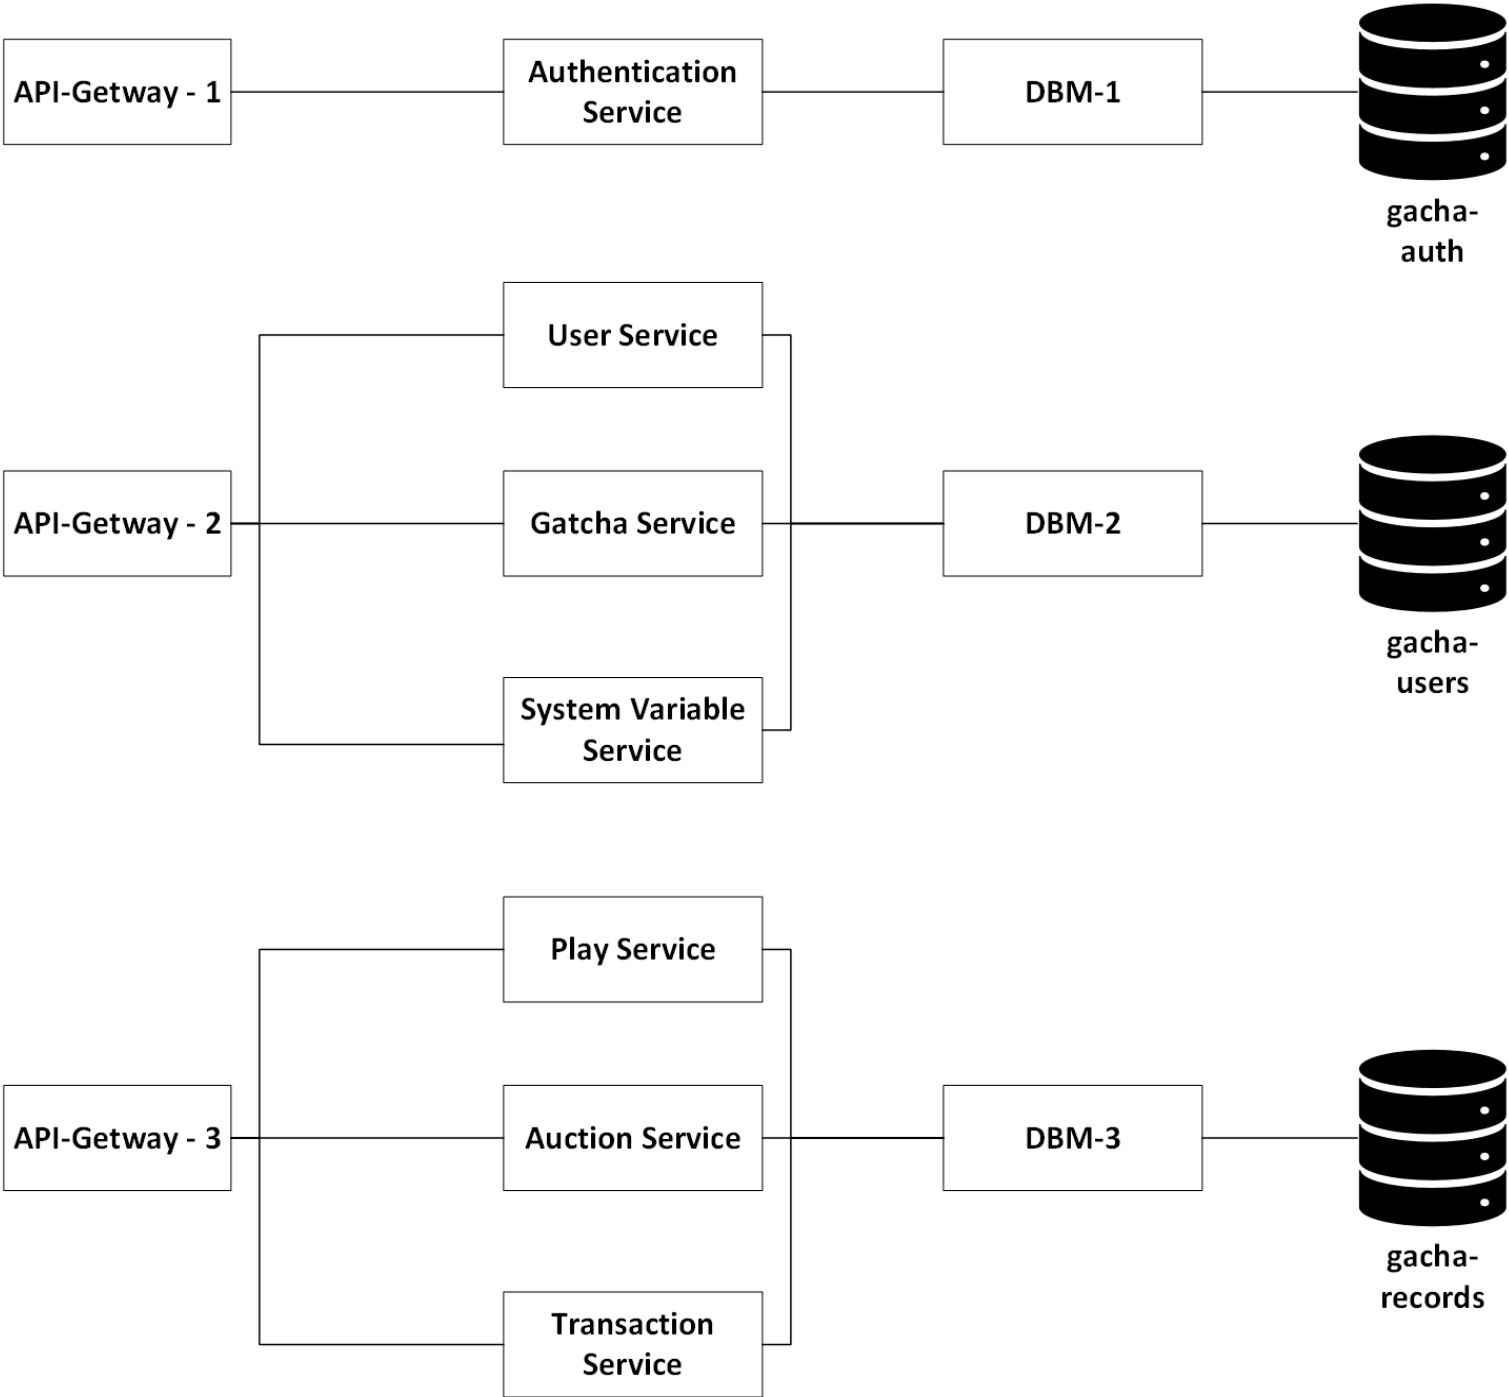 API-Getway - 1
Authentication
Service
DBM-1
gacha-
auth
User Service
API-Getway - 2
Gatcha Service
DBM-2
gacha-
users
System Variable
Service
Play Service
API-Getway - 3
Auction Service
DBM-3
gacha-
records
Transaction
Service